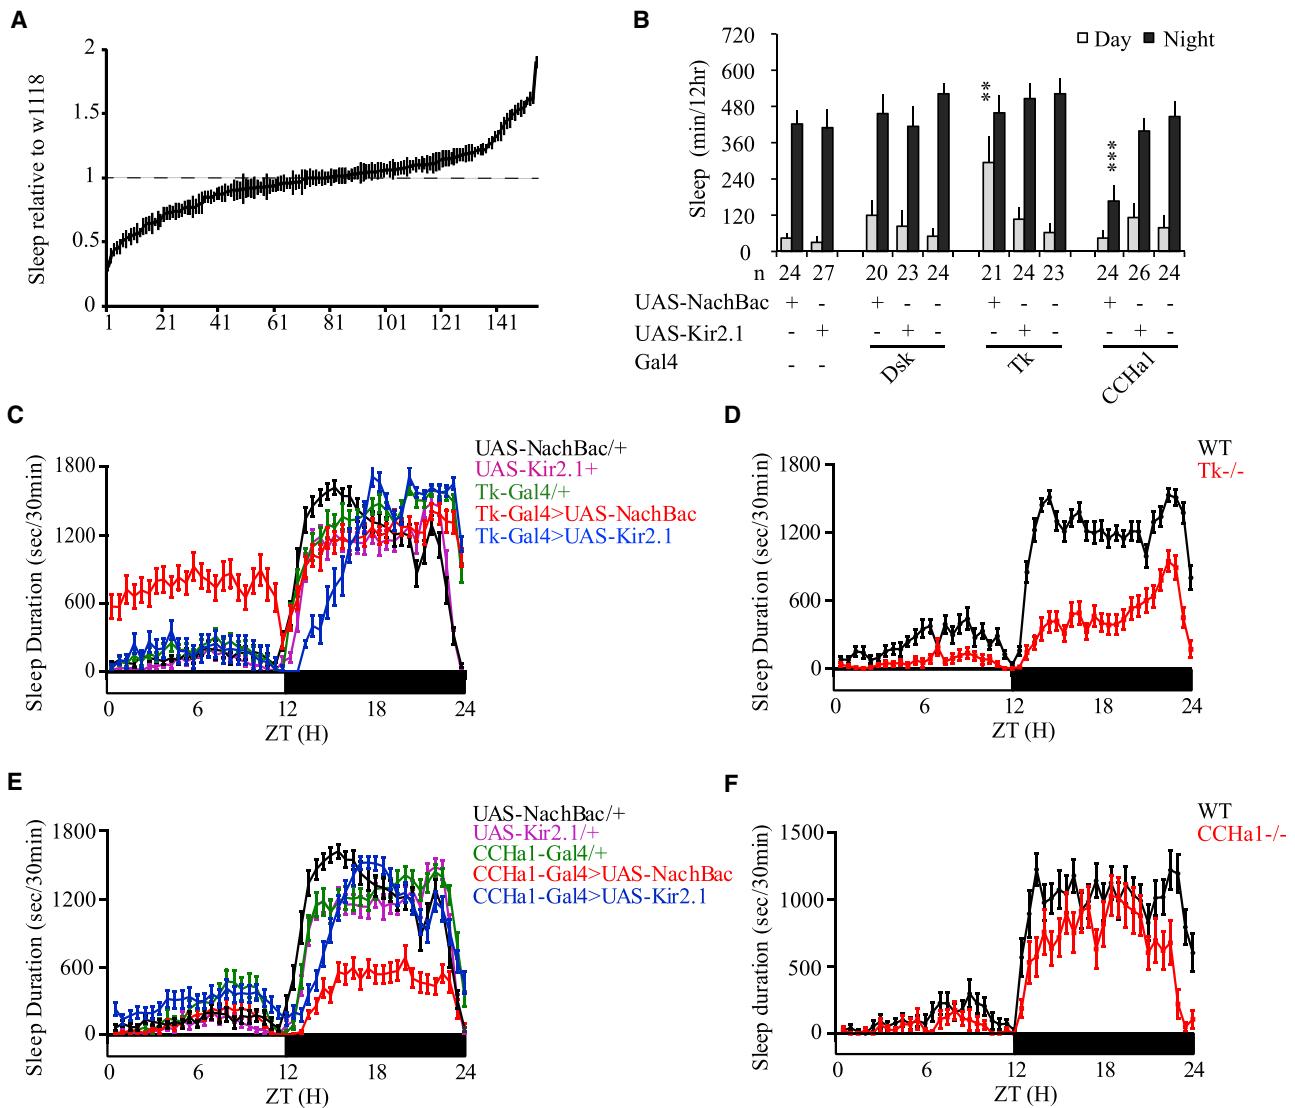 A
2
1.5
1
0.5
0
Sleep relative to w1118
1 21 41 61 81 101 121 141
B
720
600
480
360
240
120
0
Sleep (min/12hr)
Day Night
**
***
n 24 27 20 23 24 21 24 23 24 26 24
UAS-NachBac + - + - - + - - + - -
UAS-Kir2.1 - + - + - - + - - + -
Gal4 - - Dsk Tk CCHa1
C
UAS-NachBac/+
UAS-Kir2.1+
Tk-Gal4/+
Tk-Gal4>UAS-NachBac
Tk-Gal4>UAS-Kir2.1
1800
1200
600
0
Sleep Duration (sec/30min)
0 6 12 18 24
ZT (H)
D
WT
Tk-/-
1800
1200
600
0
Sleep Duration (sec/30min)
0 6 12 18 24
ZT (H)
E
UAS-NachBac/+
UAS-Kir2.1/+
CCHa1-Gal4/+
CCHa1-Gal4>UAS-NachBac
CCHa1-Gal4>UAS-Kir2.1
1800
1200
600
0
Sleep Duration (sec/30min)
0 6 12 18 24
ZT (H)
F
WT
CCHa1-/-
1500
1000
500
0
Sleep duration (sec/30min)
0 6 12 18 24
ZT (H)